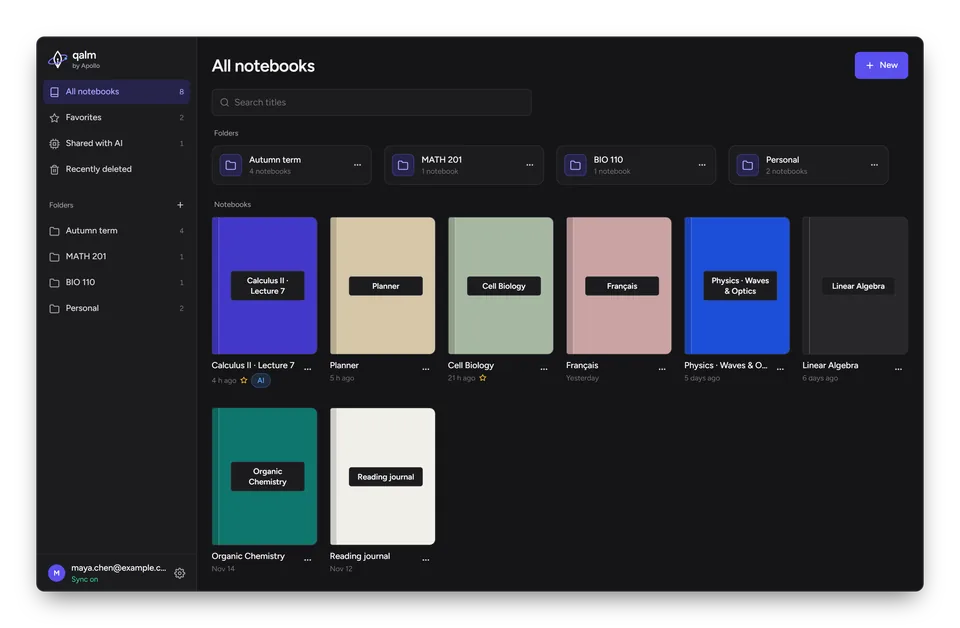 qalm
by Apollo
All notebooks 8
Favorites 2
Shared with AI 1
Recently deleted
Folders +
Autumn term 4
MATH 201 1
BIO 110 1
Personal 2
M
maya.chen@example.c...
Sync on
All notebooks
+ New
Search titles
Folders
Autumn term
4 notebooks
MATH 201
1 notebook
BIO 110
1 notebook
Personal
2 notebooks
Notebooks
Calculus II ·
Lecture 7
Calculus II · Lecture 7
4 h ago AI
Planner
Planner
5 h ago
Cell Biology
Cell Biology
21 h ago
Français
Français
Yesterday
Physics · Waves
& Optics
Physics · Waves & O...
5 days ago
Linear Algebra
Linear Algebra
6 days ago
Organic
Chemistry
Organic Chemistry
Nov 14
Reading journal
Reading journal
Nov 12